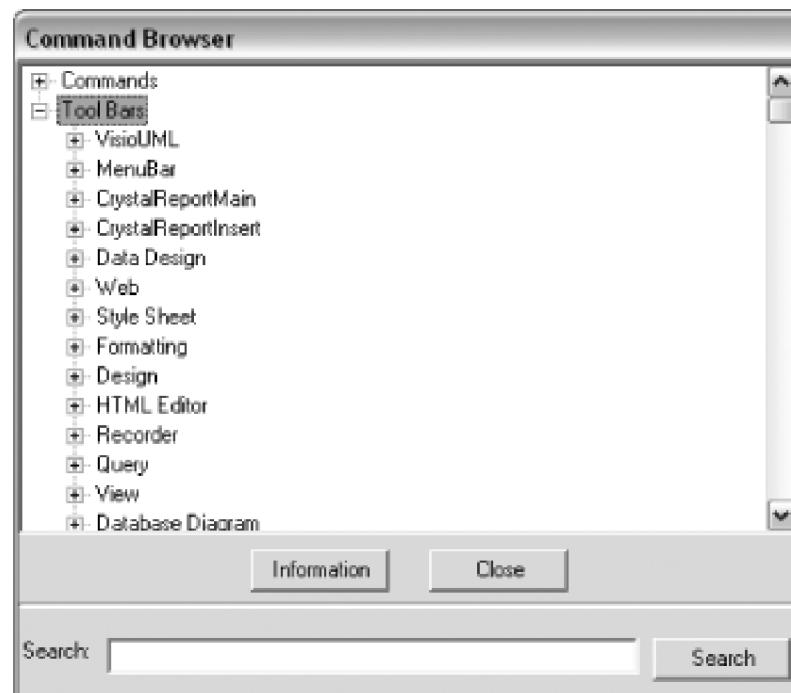 Command Browser
Commands
Tool Bars
VisioUML
MenuBar
CrystalReportMain
CrystalReportInsert
Data Design
Web
Style Sheet
Formatting
Design
HTML Editor
Recorder
Query
View
Database Diagram
Information Close
Search: Search